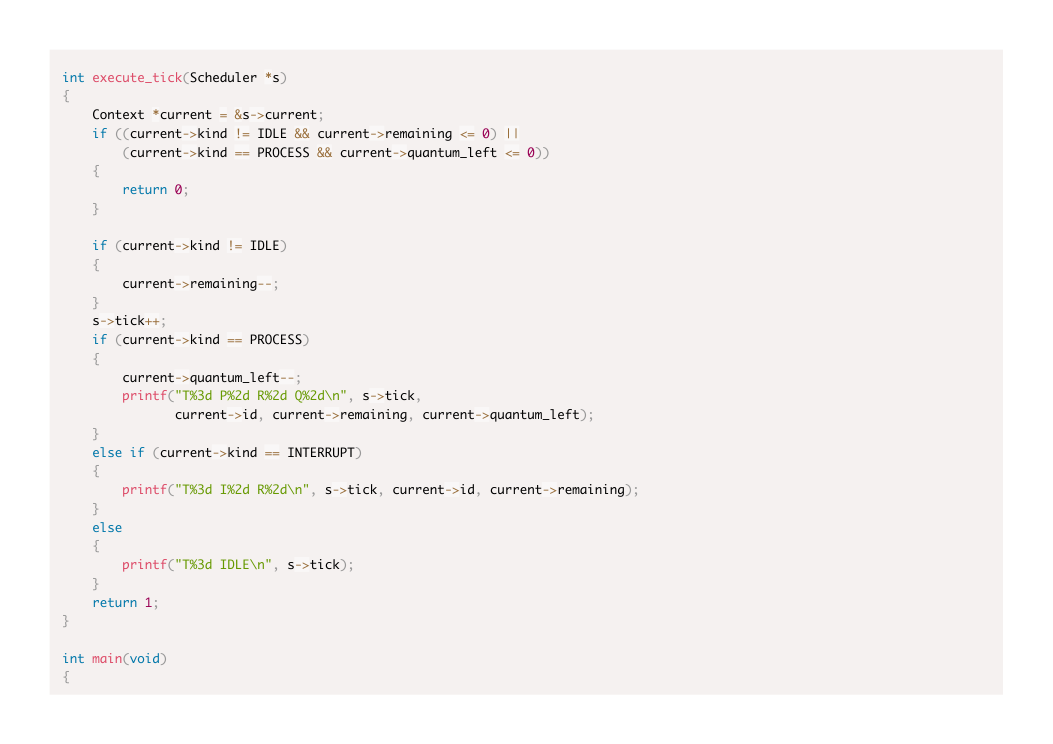 int execute_tick(Scheduler *s)
{
    Context *current = &s->current;
    if ((current->kind != IDLE && current->remaining <= 0) ||
        (current->kind == PROCESS && current->quantum_left <= 0))
    {
        return 0;
    }

    if (current->kind != IDLE)
    {
        current->remaining--;
    }
    s->tick++;
    if (current->kind == PROCESS)
    {
        current->quantum_left--;
        printf("T%3d P%2d R%2d Q%2d\n", s->tick,
               current->id, current->remaining, current->quantum_left);
    }
    else if (current->kind == INTERRUPT)
    {
        printf("T%3d I%2d R%2d\n", s->tick, current->id, current->remaining);
    }
    else
    {
        printf("T%3d IDLE\n", s->tick);
    }
    return 1;
}

int main(void)
{